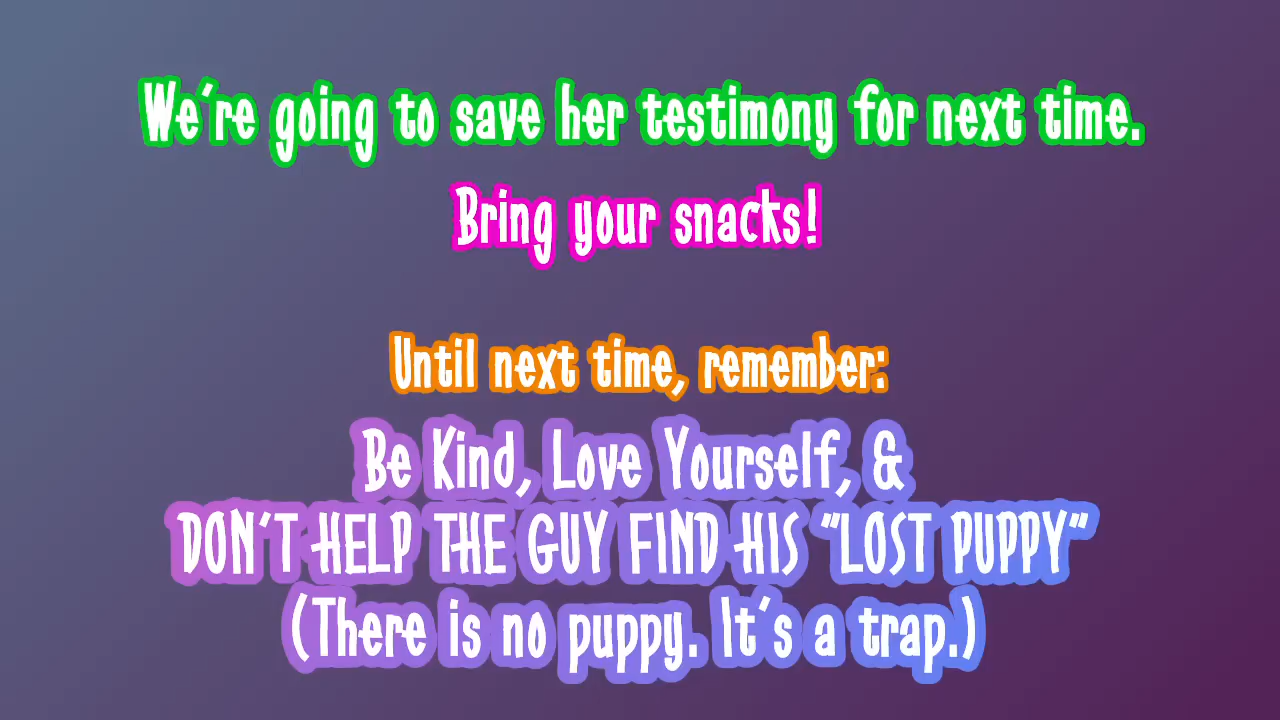 We're going to save her testimony for next time.
Bring your snacks!
Until next time, remember:
Be Kind, Love Yourself, &
DON'T HELP THE GUY FIND HIS "LOST PUPPY"
(There is no puppy. It's a trap.)